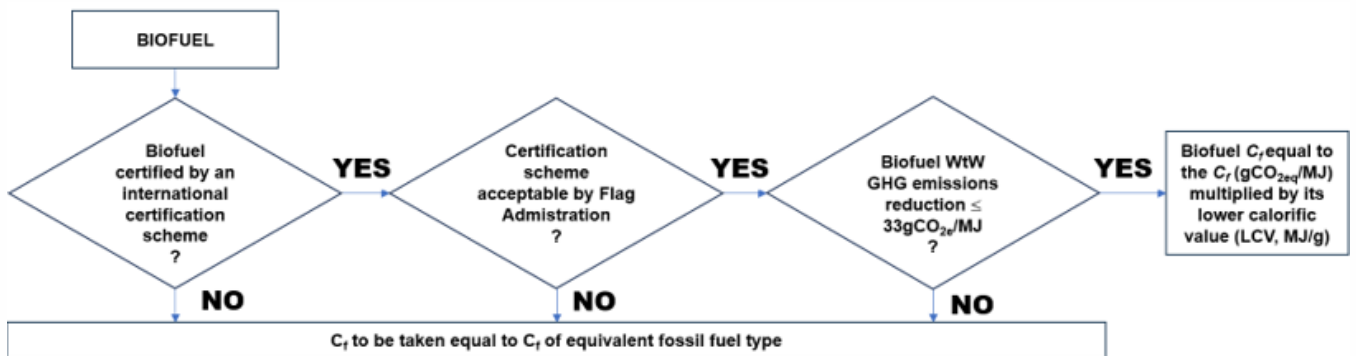 BIOFUEL
Biofuel
certified by an
international
certification
scheme
?
YES
Certification
scheme
acceptable by Flag
Admistration
?
YES
Biofuel WtW
GHG emissions
reduction ≤
33gCO₂ₑ/MJ
?
YES
Biofuel Cf equal to
the Cf (gCO₂eq/MJ)
multiplied by its
lower calorific
value (LCV, MJ/g)
NO
NO
NO
Cf to be taken equal to Cf of equivalent fossil fuel type